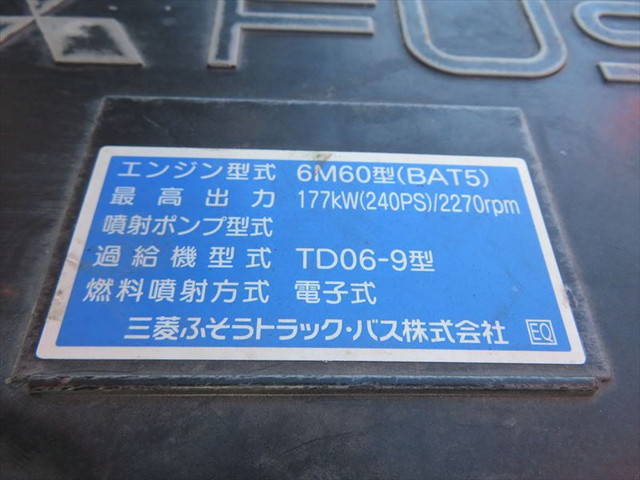 FUS
エンジン型式 6M60型(BAT5)
最高出力 177kW(240PS)/2270rpm
噴射ポンプ型式
過給機型式 TD06-9型
燃料噴射方式 電子式
三菱ふそうトラック・バス株式会社 EQ